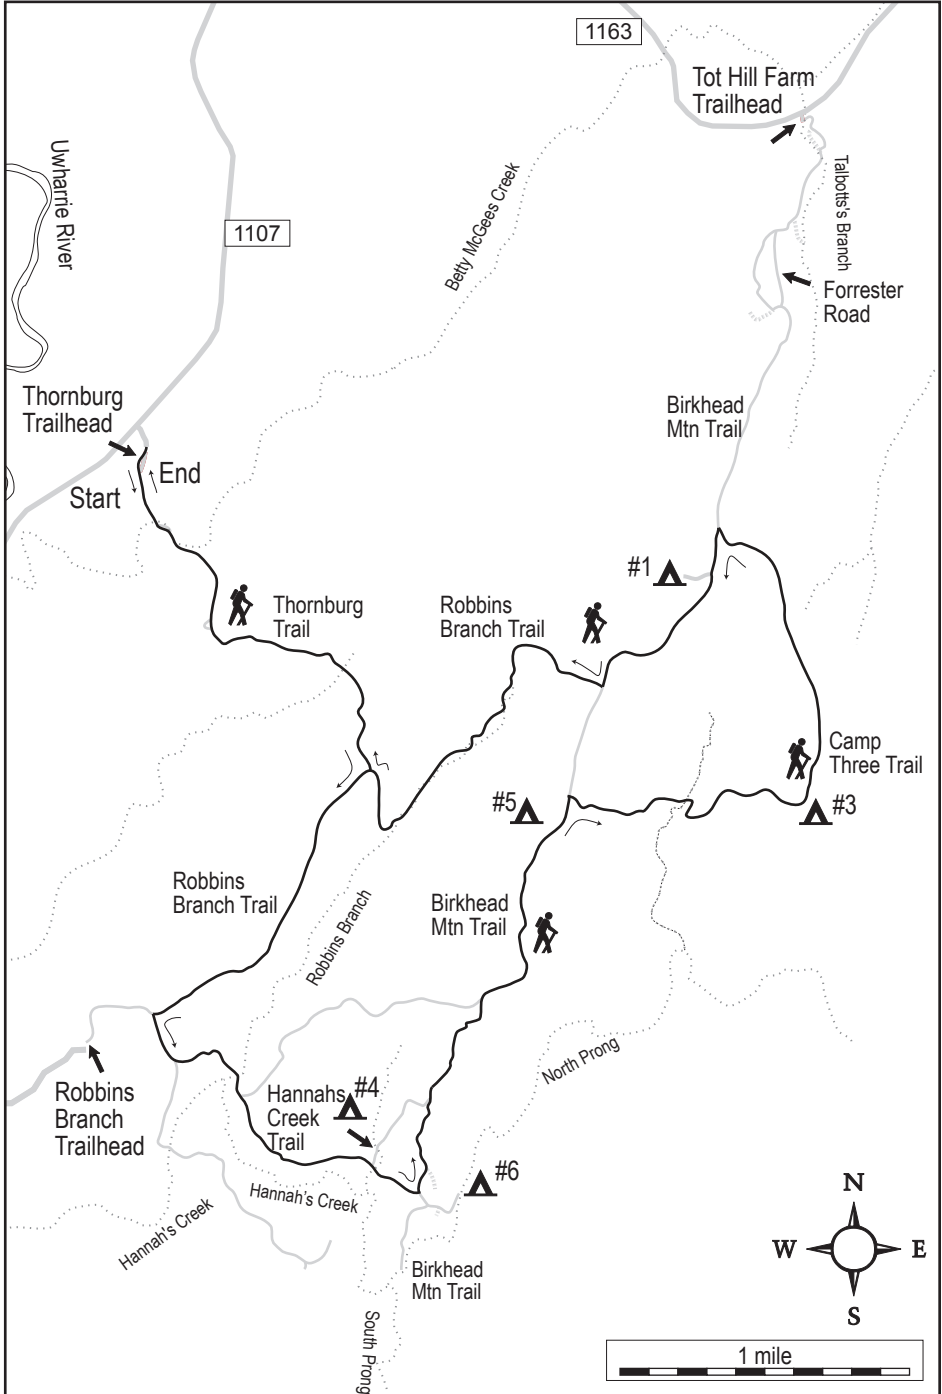 1163
Tot Hill Farm
Trailhead
Uwharrie River
Talbotts's Branch
Betty McGees Creek
1107
Forrester
Road
Thornburg
Trailhead
Birkhead
Mtn Trail
End
Start
#1
Thornburg
Trail
Robbins
Branch Trail
Camp
Three Trail
#5
#3
Robbins
Branch Trail
Birkhead
Mtn Trail
Robbins Branch
North Prong
Robbins
Branch
Trailhead
Hannahs
Creek
Trail
#4
#6
Hannah's Creek
Hannah's Creek
Birkhead
Mtn Trail
South Prong
N
W
E
S
1 mile